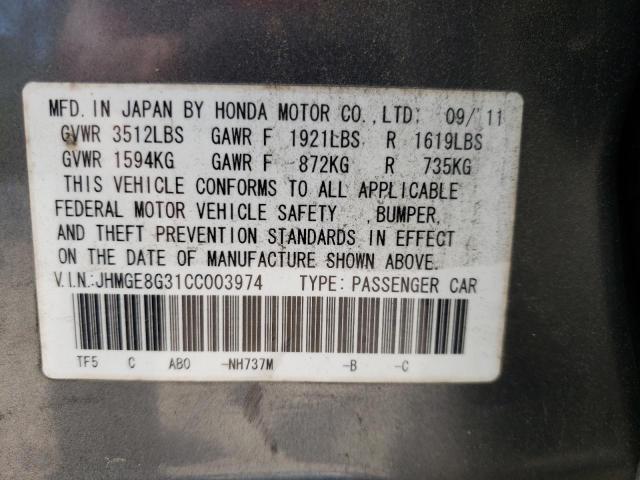 MFD. IN JAPAN BY HONDA MOTOR CO., LTD. 09/11
GVWR 3512LBS GAWR F 1921LBS R 1619LBS
GVWR 1594KG GAWR F 872KG R 735KG
THIS VEHICLE CONFORMS TO ALL APPLICABLE
FEDERAL MOTOR VEHICLE SAFETY ,BUMPER,
AND THEFT PREVENTION STANDARDS IN EFFECT
ON THE DATE OF MANUFACTURE SHOWN ABOVE.
V.I.N.:JHMGE8G31CC003974 TYPE: PASSENGER CAR
TF5 C AB0 -NH737M -B -C